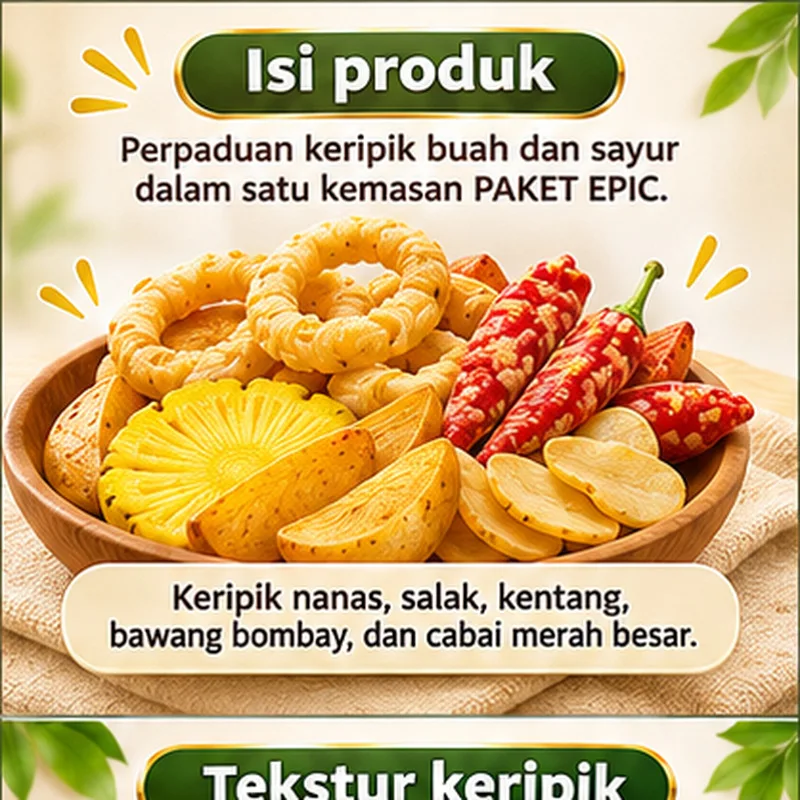 Isi produk
Perpaduan keripik buah dan sayur
dalam satu kemasan PAKET EPIC.
Keripik nanas, salak, kentang,
bawang bombay, dan cabai merah besar.
Tekstur keripik